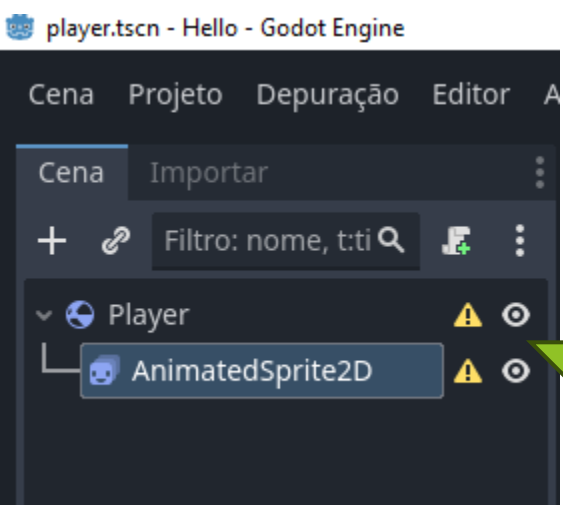 player.tscn - Hello - Godot Engine
Cena Projeto Depuração Editor A
Cena Importar
Filtro: nome, t:ti
Player
AnimatedSprite2D